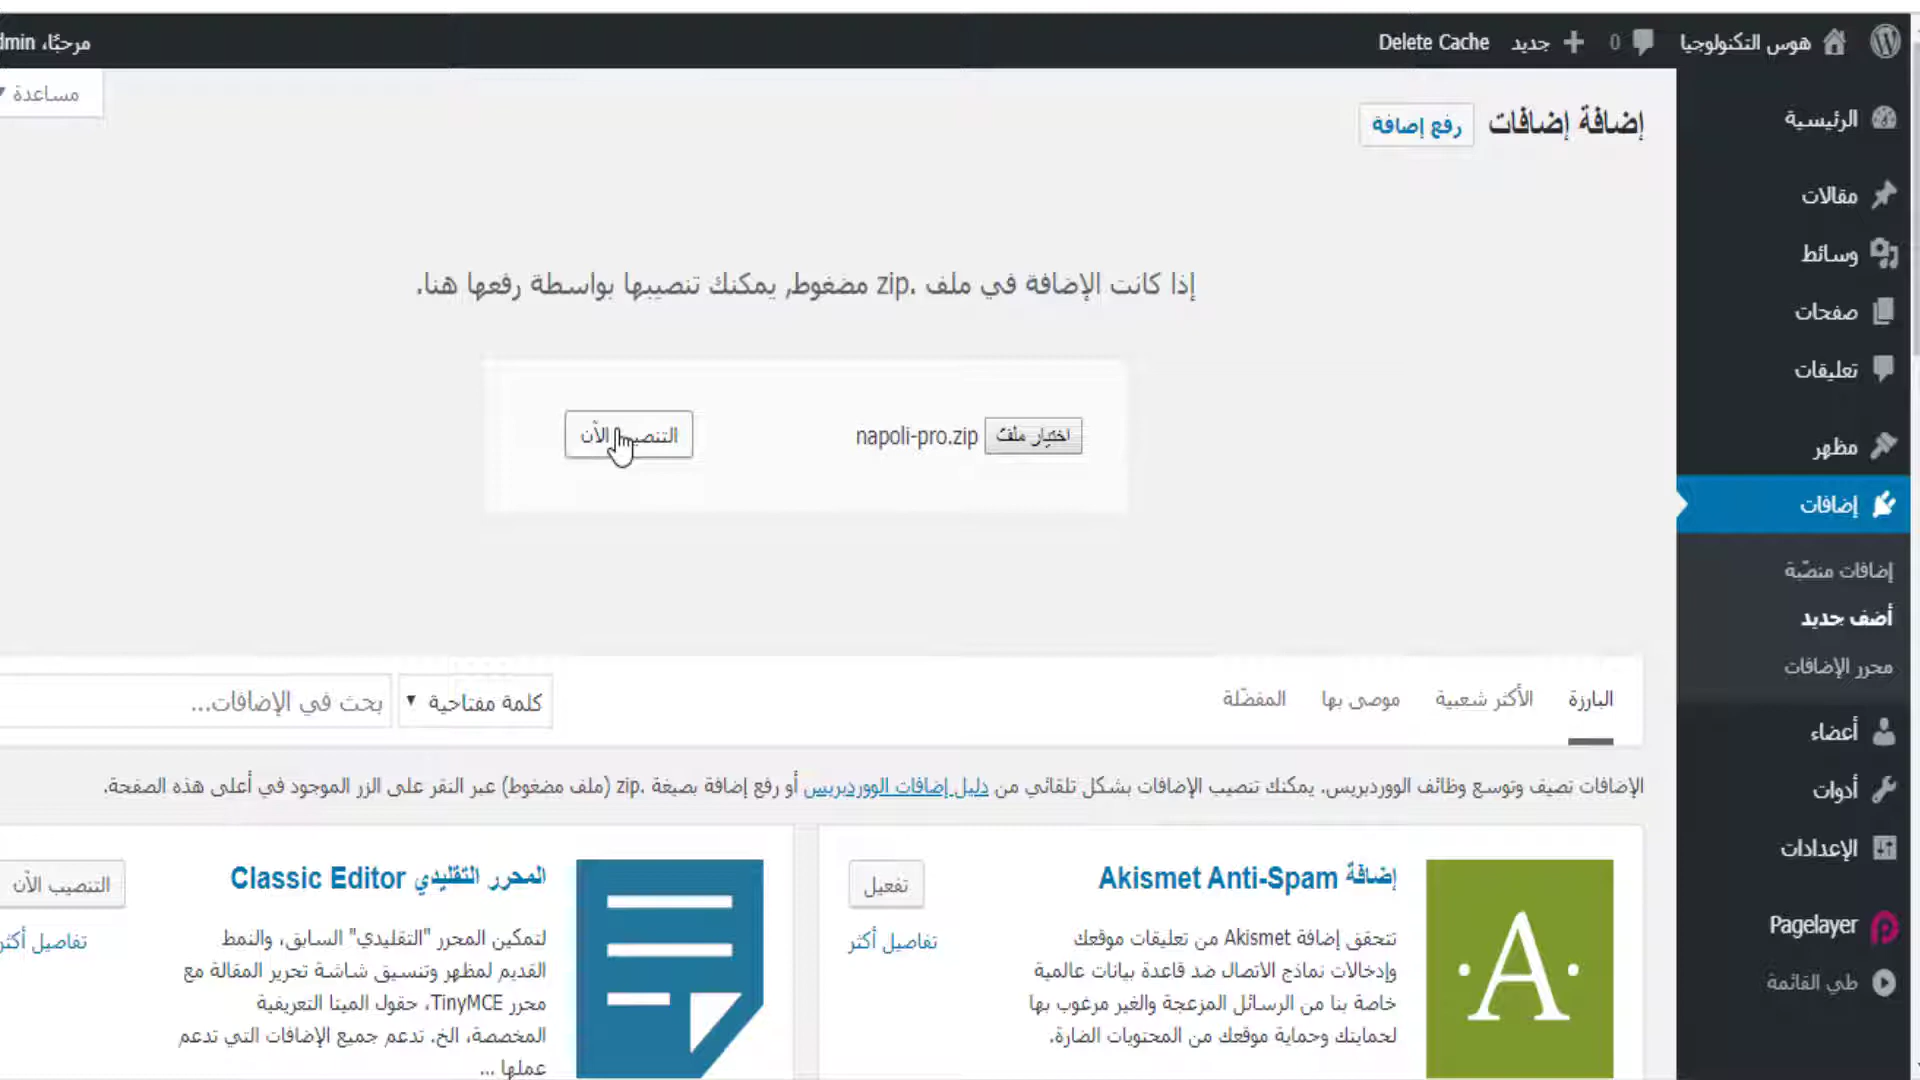 هوس التكنولوجيا
0
جديد
Delete Cache
مرحبًا،
مساعدة
إضافة إضافات
رفع إضافة
إذا كانت الإضافة في ملف .zip مضغوط, يمكنك تنصيبها بواسطة رفعها هنا.
اختيار ملف
napoli-pro.zip
الآن
البارزة
الأكثر شعبية
موصى بها
المفضّلة
كلمة مفتاحية
بحث في الإضافات...
الإضافات تضيف وتوسع وظائف الووردبريس. يمكنك تنصيب الإضافات بشكل تلقائي من دليل إضافات الووردبريس أو رفع إضافة بصيغة .zip (ملف مضغوط) عبر النقر على الزر الموجود في أعلى هذه الصفحة.
إضافة Akismet Anti-Spam
تفعيل
تفاصيل أكثر
تتحقق إضافة Akismet من تعليقات موقعك
وإدخالات نماذج الاتصال ضد قاعدة بيانات عالمية
خاصة بنا من الرسائل المزعجة والغير مرغوب بها
لحمايتك وحماية موقعك من المحتويات الضارة.
المحرر التقليدي Classic Editor
التنصيب الآن
تفاصيل أكثر
لتمكين المحرر "التقليدي" السابق، والنمط
القديم لمظهر وتنسيق شاشة تحرير المقالة مع
محرر TinyMCE، حقول الميتا التعريفية
المخصصة، الخ. تدعم جميع الإضافات التي تدعم
عملها ...
الرئيسية
مقالات
وسائط
صفحات
تعليقات
مظهر
إضافات
إضافات منصّبة
أضف جديد
محرر الإضافات
أعضاء
أدوات
الإعدادات
Pagelayer
طي القائمة